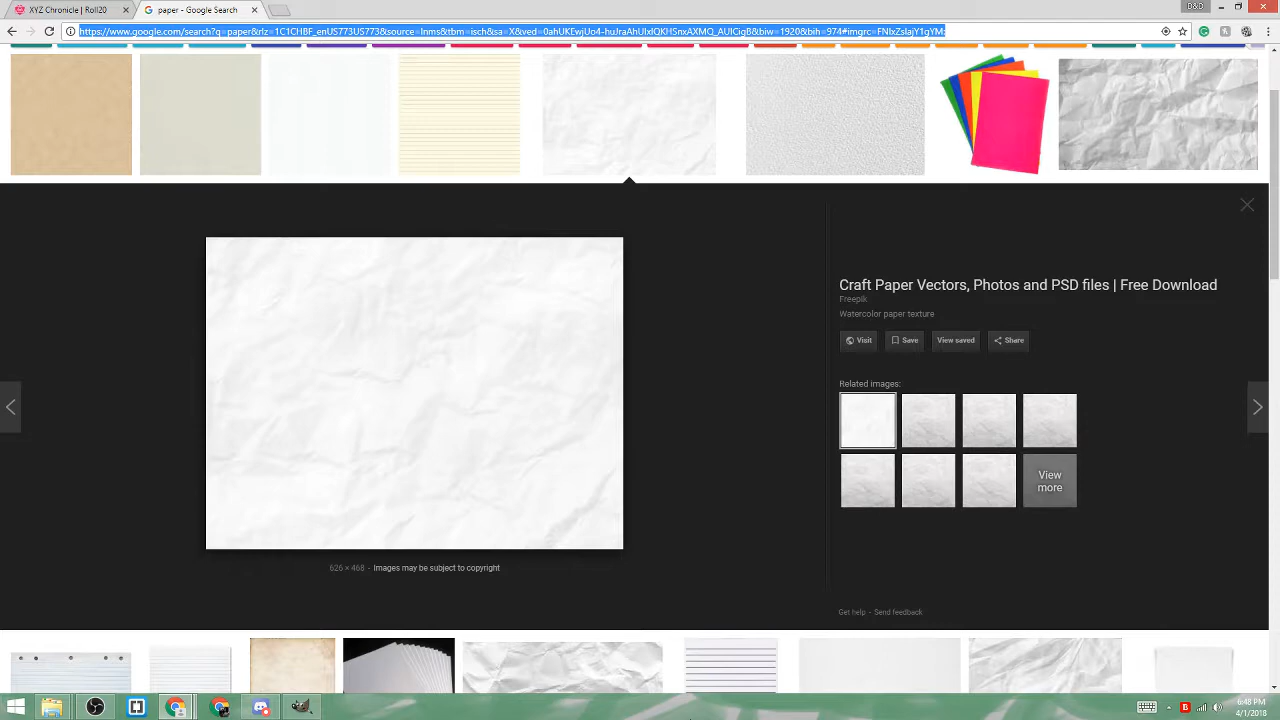 XYZ Chronicle | Roll20
paper - Google Search
https://www.google.com/search?q=paper&rlz=1C1CHBF_enUS773US773&source=lnms&tbm=isch&sa=X&ved=0ahUKEwjUo4-huJraAhUIxIQKHSnxAXMQ_AUICigB&biw=1920&bih=974#imgrc=FNIxZsIajY1gYM:
Craft Paper Vectors, Photos and PSD files | Free Download
Freepik
Watercolor paper texture
Visit
Save
View saved
Share
Related images:
View
more
626 × 468 - Images may be subject to copyright
Get help - Send feedback
6:48 PM
4/1/2018